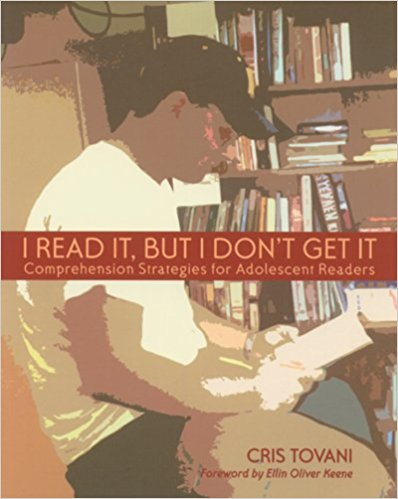 I READ IT, BUT I DON'T GET IT
Comprehension Strategies for Adolescent Readers
CRIS TOVANI
Foreword by Ellin Oliver Keene